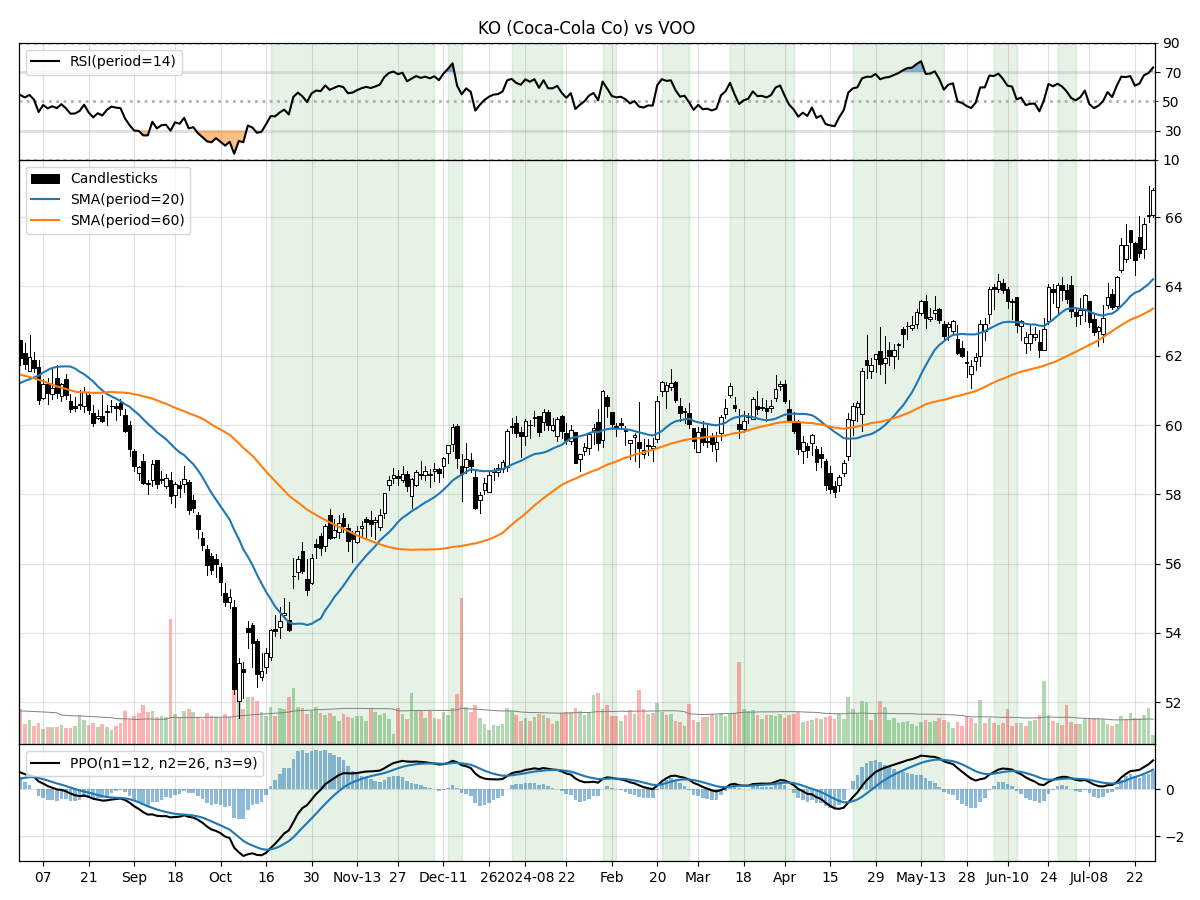 KO (Coca-Cola Co) vs VOO
RSI(period=14)
90
70
50
30
10
Candlesticks
SMA(period=20)
SMA(period=60)
66
64
62
60
58
56
54
52
PPO(n1=12, n2=26, n3=9)
0
−2
07 21 Sep 18 Oct 16 30 Nov-13 27 Dec-11 26 2024-08 22 Feb 20 Mar 18 Apr 15 29 May-13 28 Jun-10 24 Jul-08 22